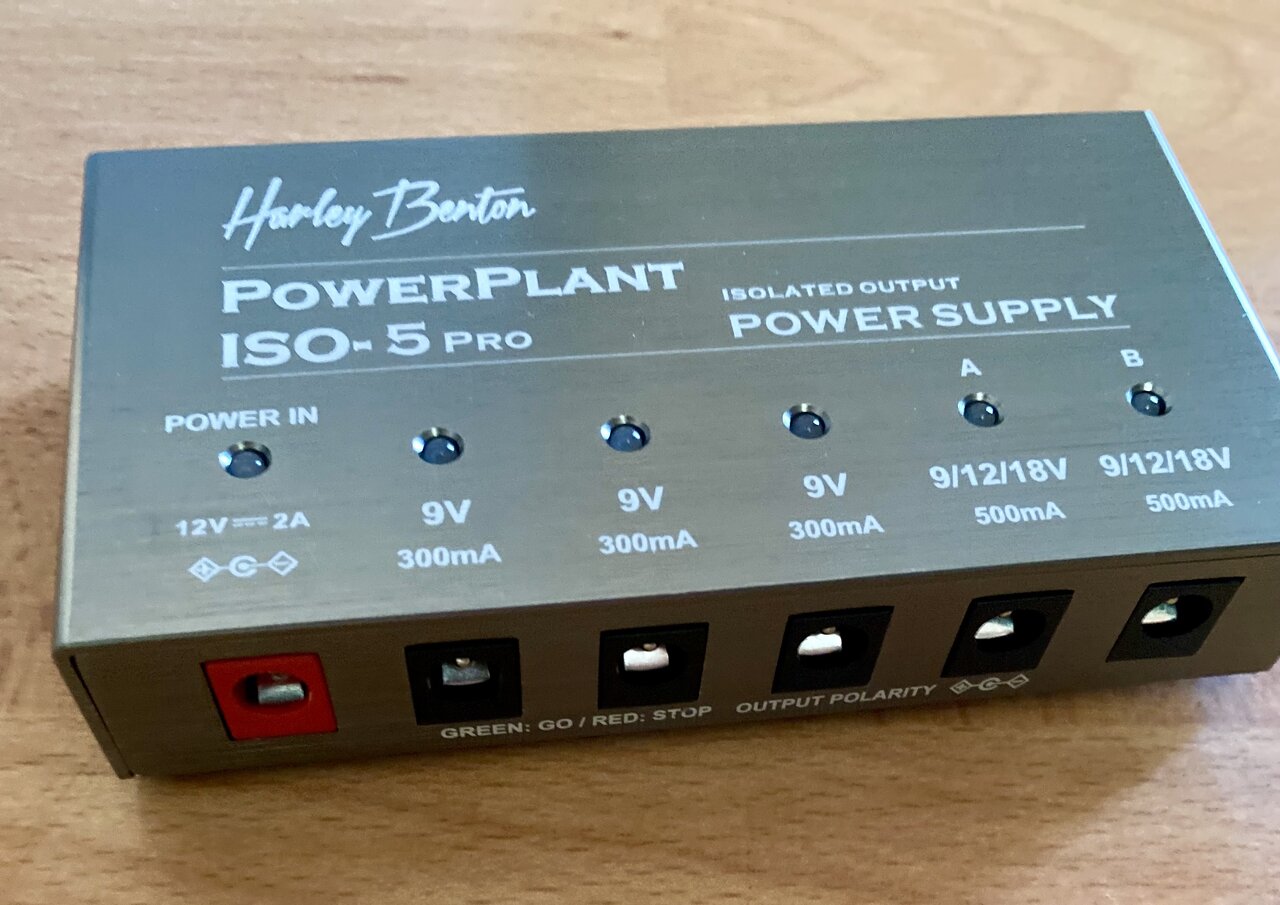 Harley Benton
POWERPLANT
ISO-5 PRO
ISOLATED OUTPUT
POWER SUPPLY
POWER IN
A
B
12V⎓2A
9V
300mA
9V
300mA
9V
300mA
9/12/18V
500mA
9/12/18V
500mA
GREEN: GO / RED: STOP
OUTPUT POLARITY